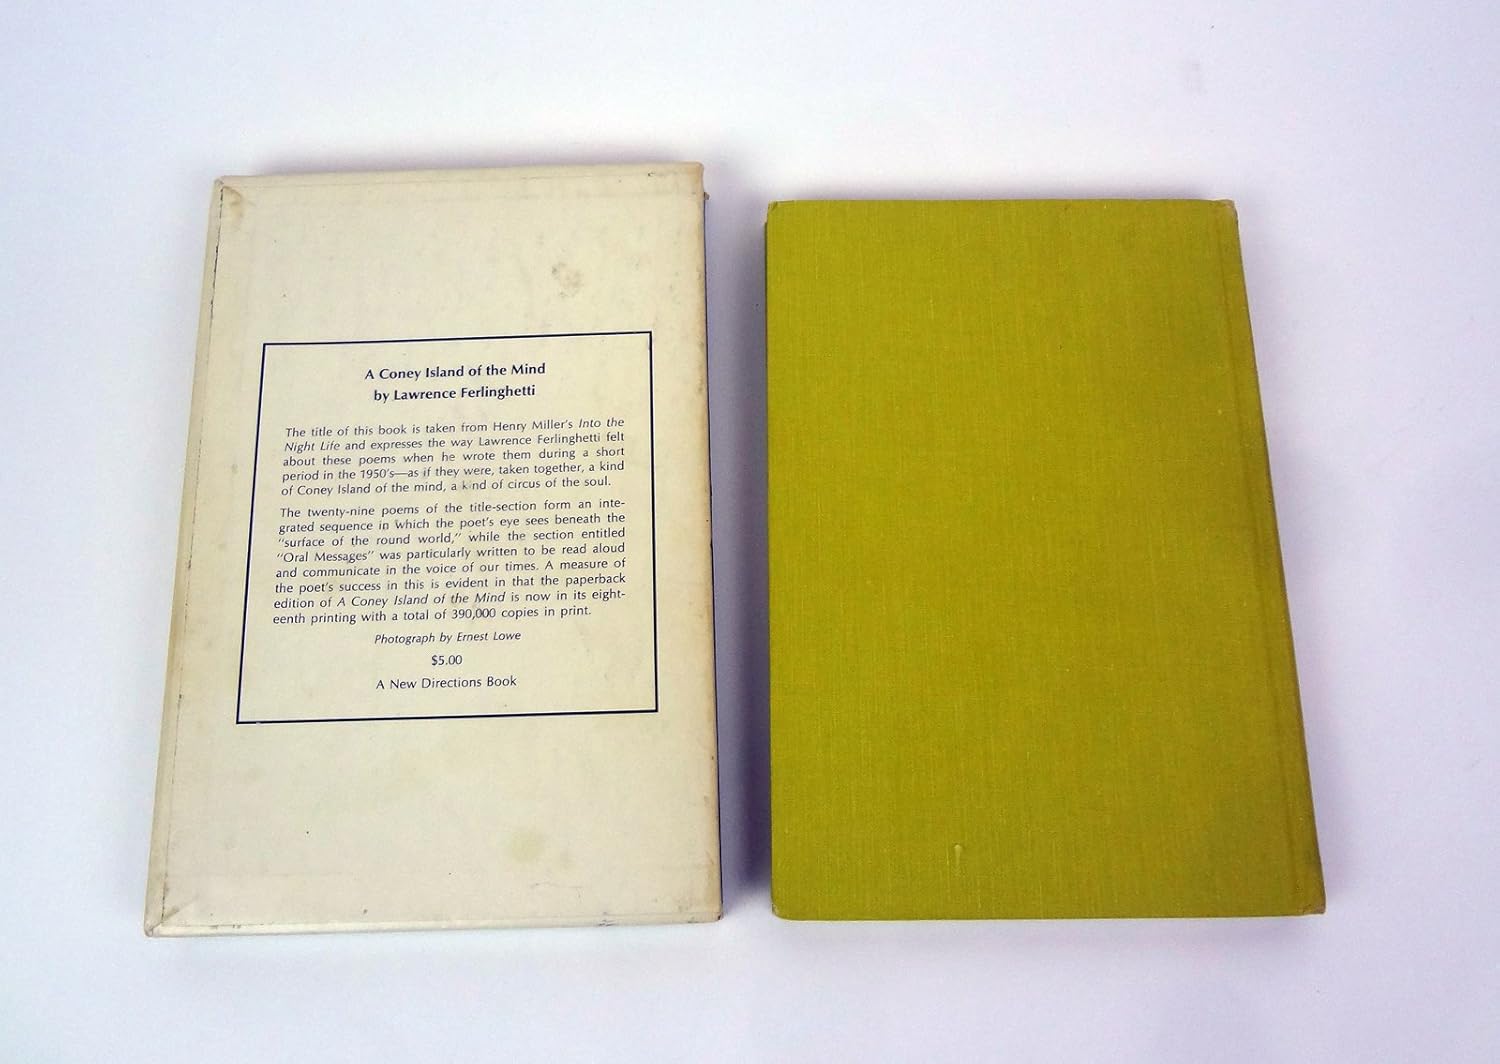 A Coney Island of the Mind
by Lawrence Ferlinghetti
The title of this book is taken from Henry Miller's Into the
Night Life and expresses the way Lawrence Ferlinghetti felt
about these poems when he wrote them during a short
period in the 1950's—as if they were, taken together, a kind
of Coney Island of the mind, a kind of circus of the soul.
The twenty-nine poems of the title-section form an inte-
grated sequence in which the poet's eye sees beneath the
"surface of the round world," while the section entitled
"Oral Messages" was particularly written to be read aloud
and communicate in the voice of our times. A measure of
the poet's success in this is evident in that the paperback
edition of A Coney Island of the Mind is now in its eight-
eenth printing with a total of 390,000 copies in print.
Photograph by Ernest Lowe
$5.00
A New Directions Book